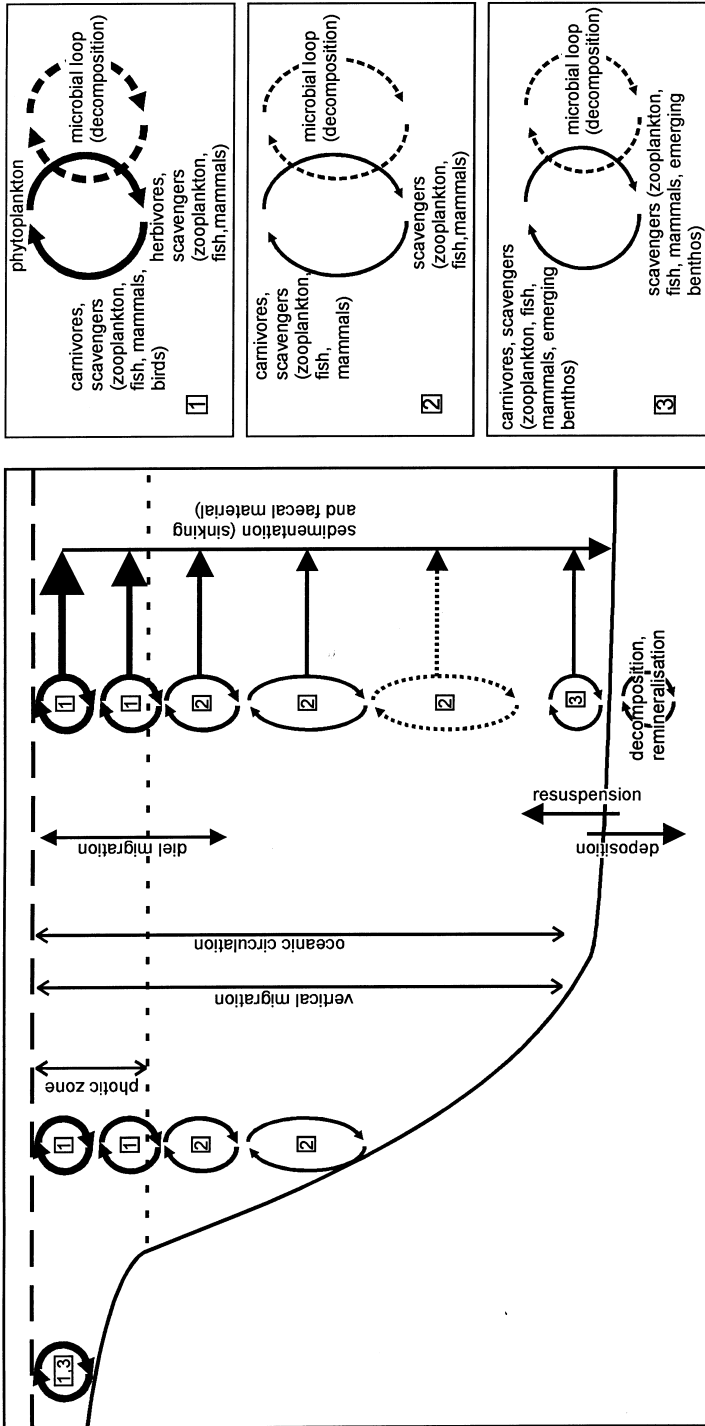 1,3
1
1
2
2
photic zone
vertical migration
oceanic circulation
diel migration
resuspension
deposition
1
1
2
2
2
3
decomposition,
remineralisation
sedimentation (sinking
and faecal material)
phytoplankton
microbial loop
(decomposition)
carnivores,
scavengers
(zooplankton,
fish, mammals,
birds)
herbivores,
scavengers
(zooplankton,
fish,mammals)
1
carnivores,
scavengers
(zooplankton,
fish,
mammals)
microbial loop
(decomposition)
scavengers
(zooplankton,
fish,mammals)
2
carnivores, scavengers
(zooplankton, fish,
mammals, emerging
benthos)
microbial loop
(decomposition)
scavengers (zooplankton,
fish, mammals, emerging
benthos)
3